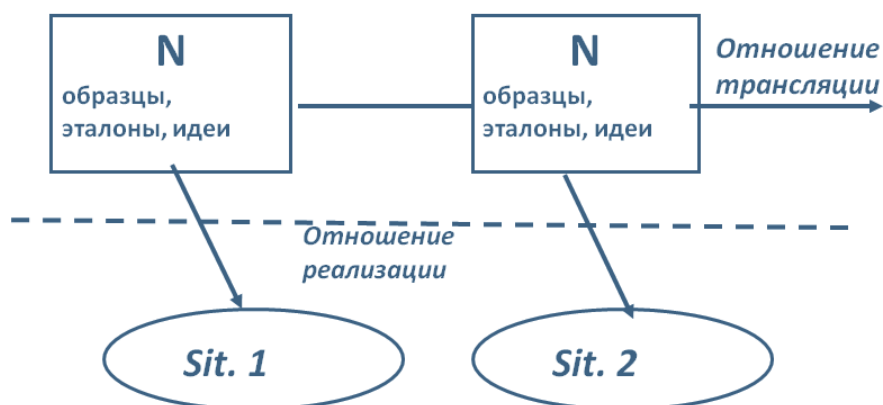 N
образцы,
эталоны, идеи
N
образцы,
эталоны, идеи
Отношение
трансляции
Отношение
реализации
Sit. 1
Sit. 2